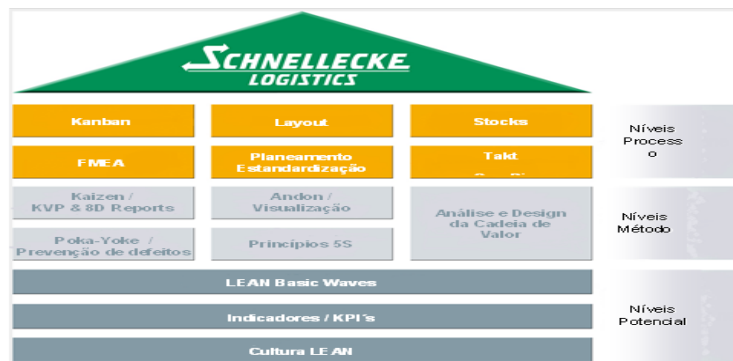 SCHNELLECKE
LOGISTICS
Kanban
Layout
Stocks
Níveis
Process
o
FMEA
Planeamento
Estandardização
Takt
Kaizen /
KVP & 8D Reports
Andon /
Visualização
Análise e Design
da Cadeia de
Valor
Níveis
Método
Poka-Yoke /
Prevenção de defeitos
Princípios 5S
LEAN Basic Waves
Indicadores / KPI´s
Níveis
Potencial
Cultura LEAN